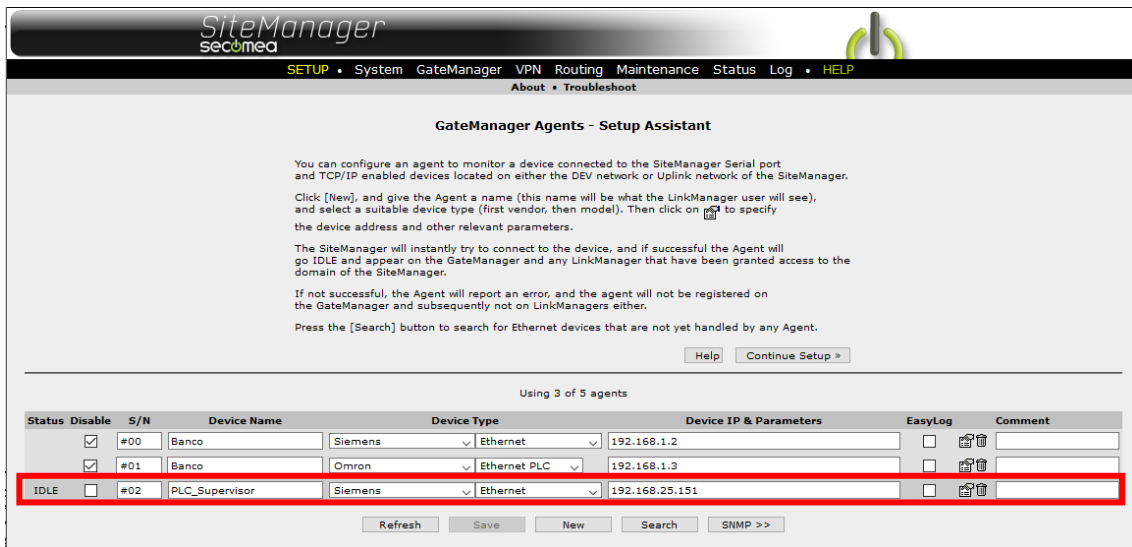 SiteManager
secomea
SETUP • System GateManager VPN Routing Maintenance Status Log • HELP
About • Troubleshoot
GateManager Agents - Setup Assistant
You can configure an agent to monitor a device connected to the SiteManager Serial port
and TCP/IP enabled devices located on either the DEV network or Uplink network of the SiteManager.
Click [New], and give the Agent a name (this name will be what the LinkManager user will see),
and select a suitable device type (first vendor, then model). Then click on to specify
the device address and other relevant parameters.
The SiteManager will instantly try to connect to the device, and if successful the Agent will
go IDLE and appear on the GateManager and any LinkManager that have been granted access to the
domain of the SiteManager.
If not successful, the Agent will report an error, and the agent will not be registered on
the GateManager and subsequently not on LinkManagers either.
Press the [Search] button to search for Ethernet devices that are not yet handled by any Agent.
Help Continue Setup »
Using 3 of 5 agents
Status Disable S/N Device Name Device Type Device IP & Parameters EasyLog Comment
#00 Banco Siemens Ethernet 192.168.1.2
#01 Banco Omron Ethernet PLC 192.168.1.3
IDLE #02 PLC_Supervisor Siemens Ethernet 192.168.25.151
Refresh Save New Search SNMP >>